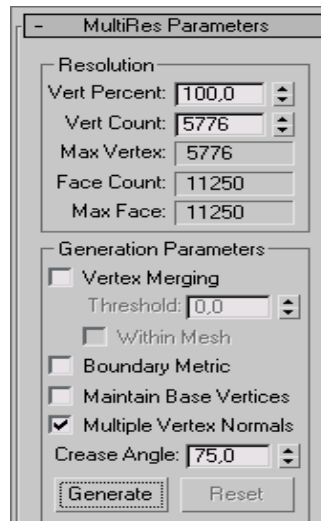 - MultiRes Parameters
Resolution
Vert Percent: 100,0
Vert Count: 5776
Max Vertex: 5776
Face Count: 11250
Max Face: 11250
Generation Parameters
Vertex Merging
Threshold: 0,0
Within Mesh
Boundary Metric
Maintain Base Vertices
Multiple Vertex Normals
Crease Angle: 75,0
Generate Reset